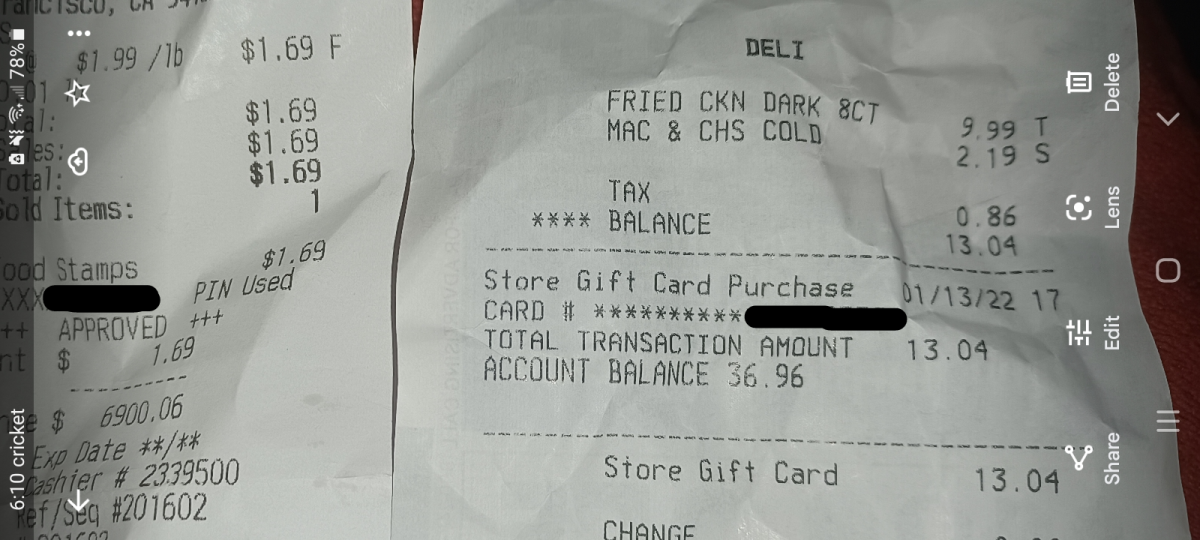 CA
$1.99 /lb $1.69 F
$1.69
$1.69
$1.69
Sold Items: 1
$1.69
Stamps
PIN Used
APPROVED +++
$ 1.69
$ 6900.06
Exp Date **/**
Cashier # 2339500
Ref/Seq #201602
DELI
FRIED CKN DARK 8CT 9.99 T
MAC & CHS COLD 2.19 S
TAX 0.86
**** BALANCE 13.04
Store Gift Card Purchase 01/13/22 17
CARD # **********
TOTAL TRANSACTION AMOUNT 13.04
ACCOUNT BALANCE 36.96
Store Gift Card 13.04
CHANGE
6:10 cricket
78%
Delete
Lens
Edit
Share